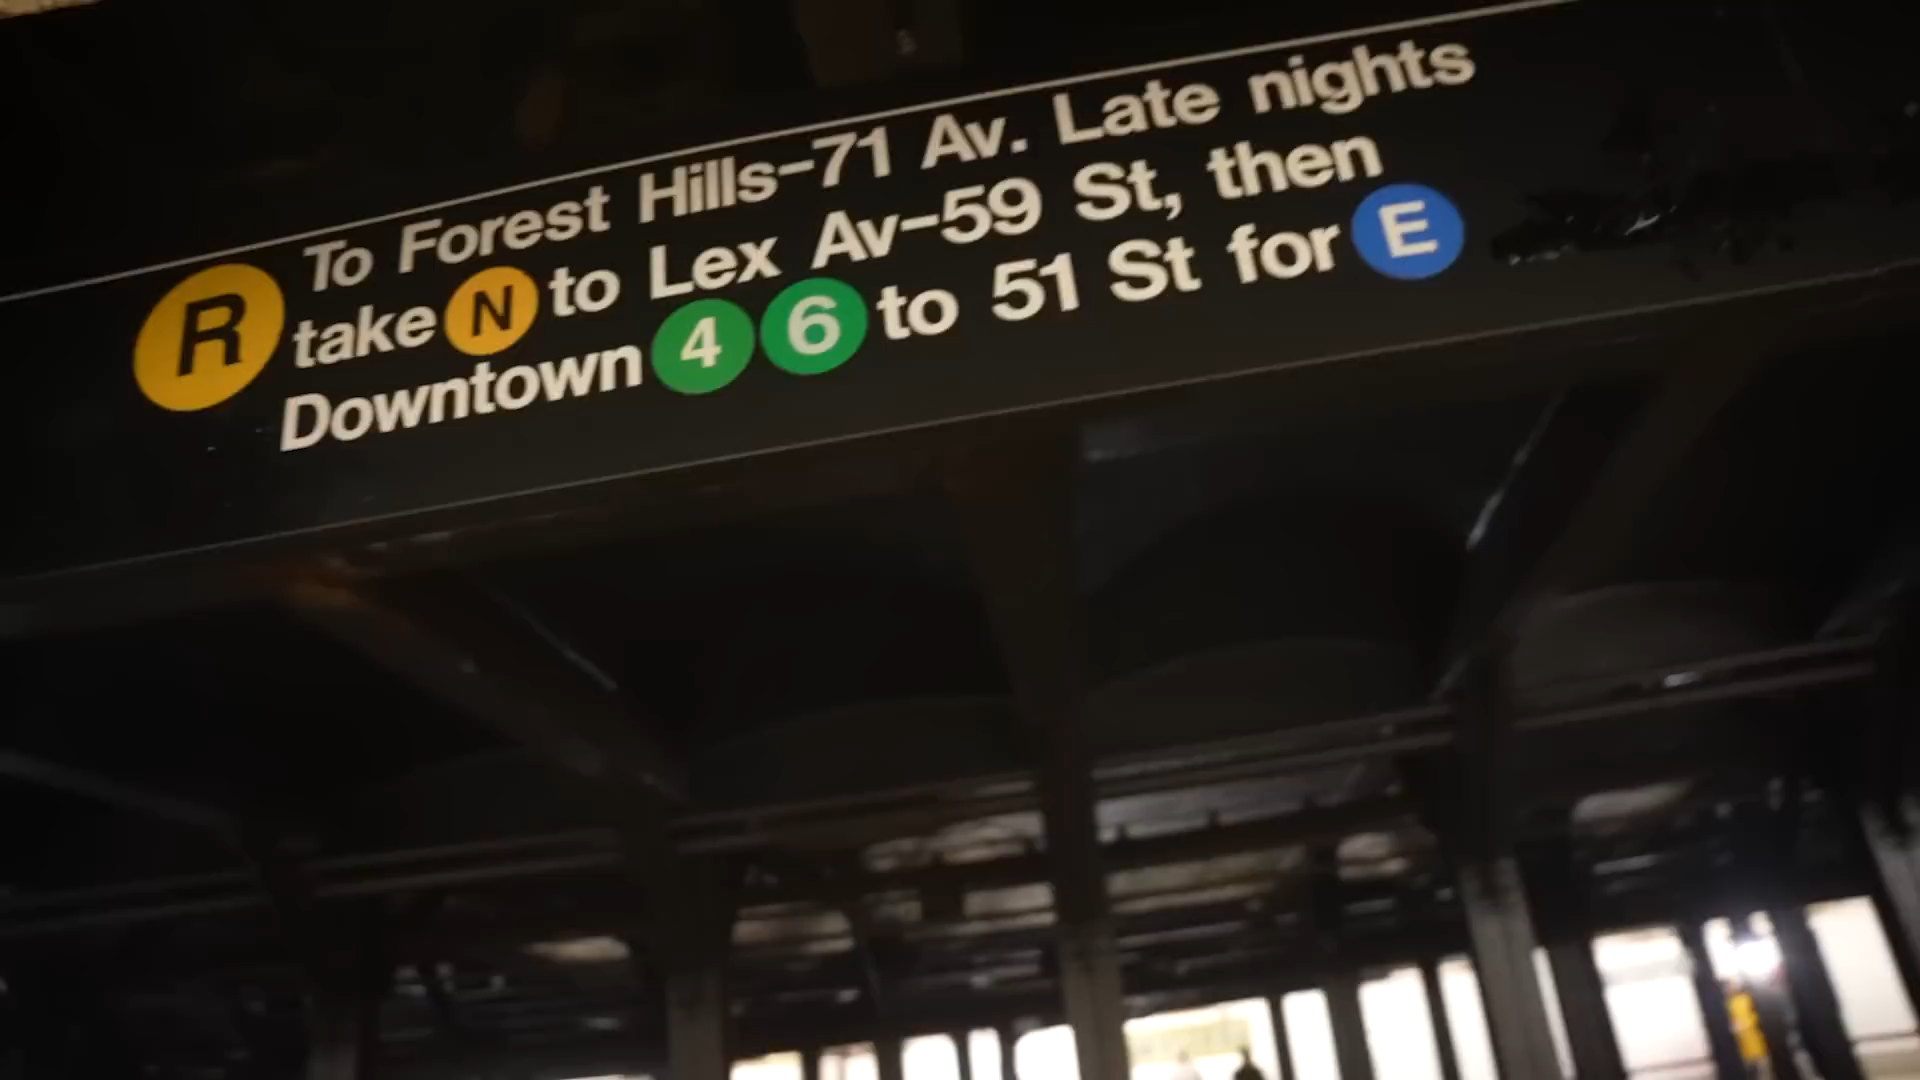 R To Forest Hills–71 Av. Late nights
take N to Lex Av–59 St, then
Downtown 4 6 to 51 St for E